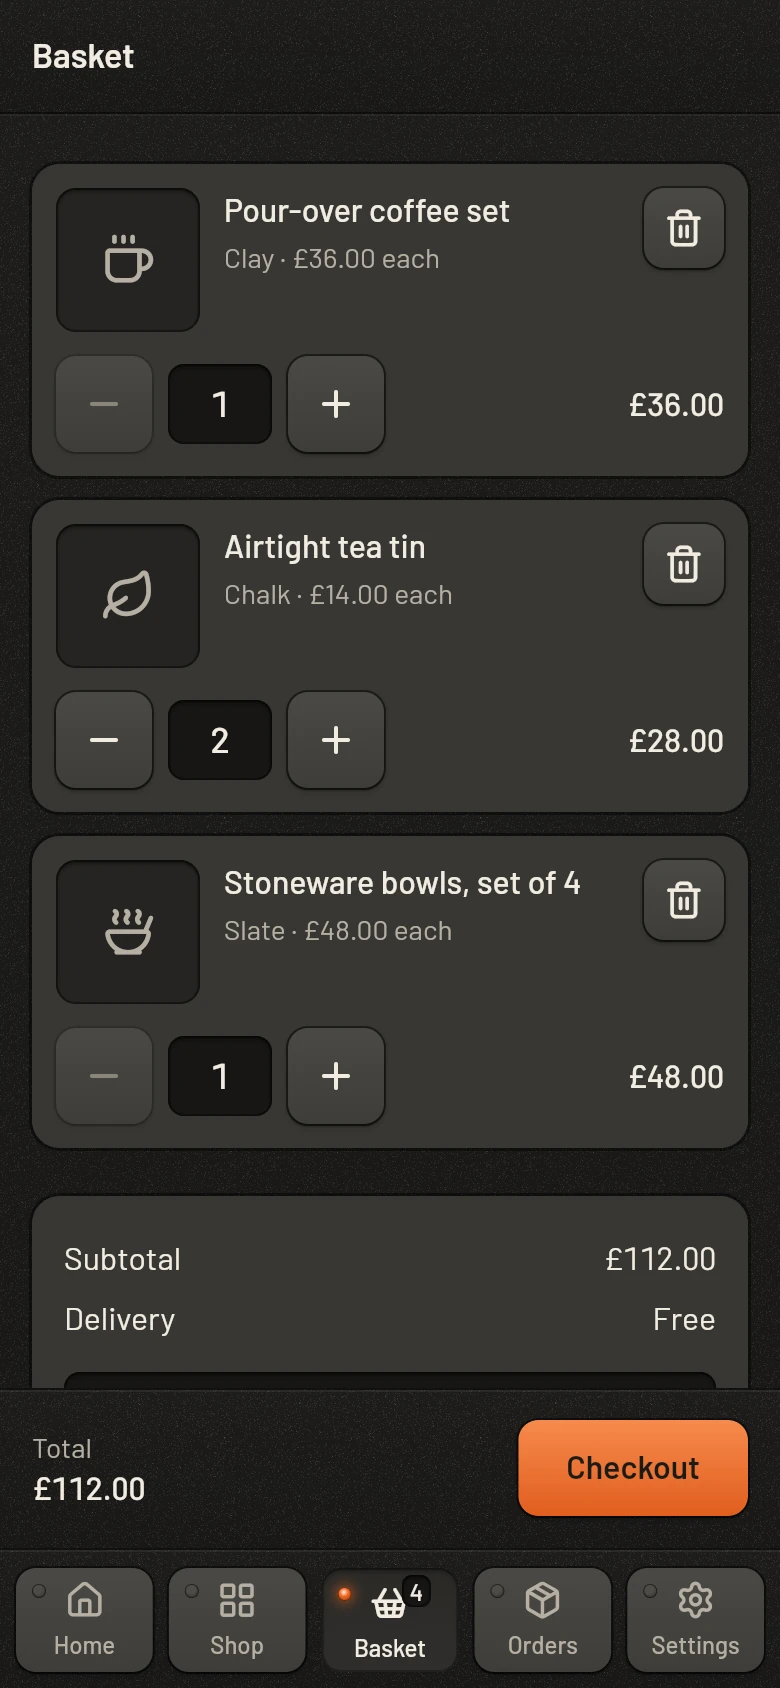 Basket
Pour-over coffee set
Clay · £36.00 each
1
£36.00
Airtight tea tin
Chalk · £14.00 each
2
£28.00
Stoneware bowls, set of 4
Slate · £48.00 each
1
£48.00
Subtotal £112.00
Delivery Free
Total
£112.00
Checkout
4
Home Shop Basket Orders Settings